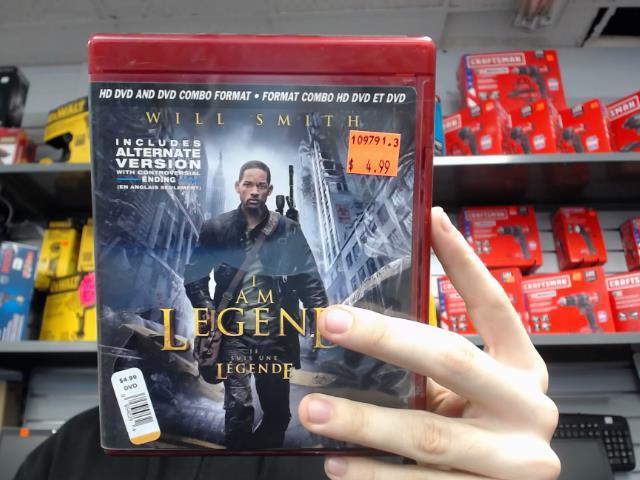 HD DVD AND DVD COMBO FORMAT • FORMAT COMBO HD DVD ET DVD
WILL SMITH
INCLUDES
ALTERNATE
VERSION
WITH CONTROVERSIAL
ENDING
(EN ANGLAIS SEULEMENT)
109791.3
$ 4.99
I
AM
LEGEND
JE
SUIS UNE
LÉGENDE
$4.99
DVD
CRAFTSMAN
CRAFTSMAN
CRAFTSMAN
CRAFTSMAN
DEWALT